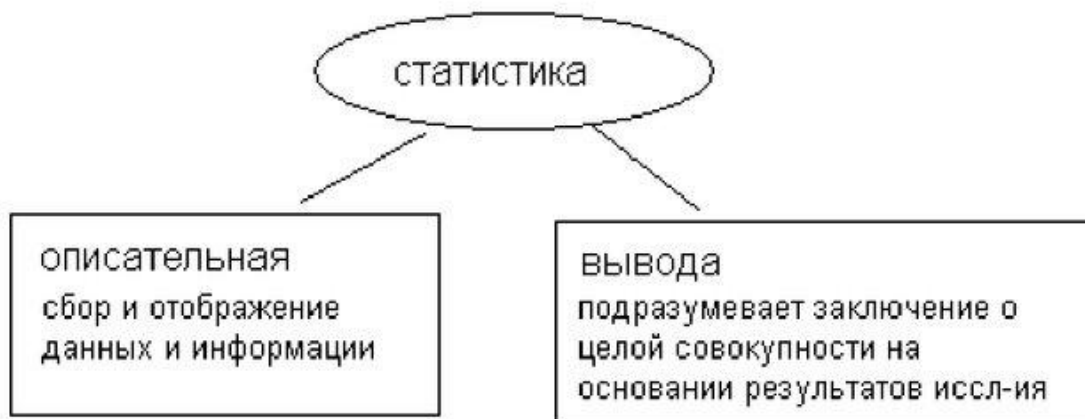 статистика
описательная
сбор и отображение
данных и информации
вывода
подразумевает заключение о
целой совокупности на
основании результатов иссл-ия